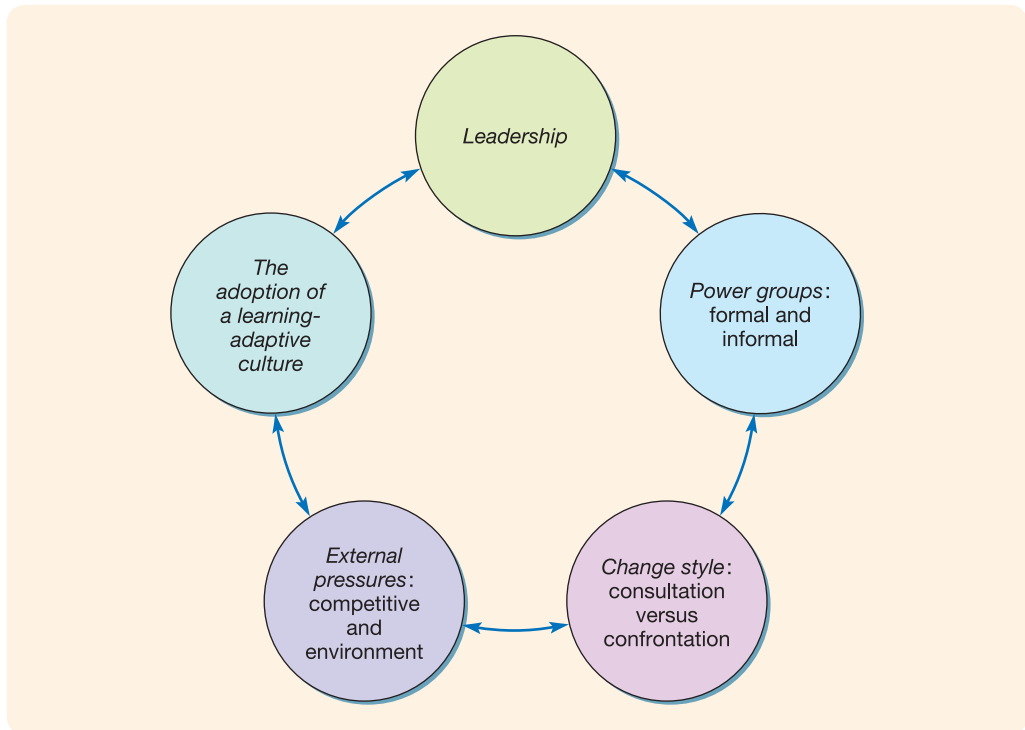 Leadership
The
adoption of
a learning-
adaptive
culture
Power groups:
formal and
informal
External
pressures:
competitive
and
environment
Change style:
consultation
versus
confrontation